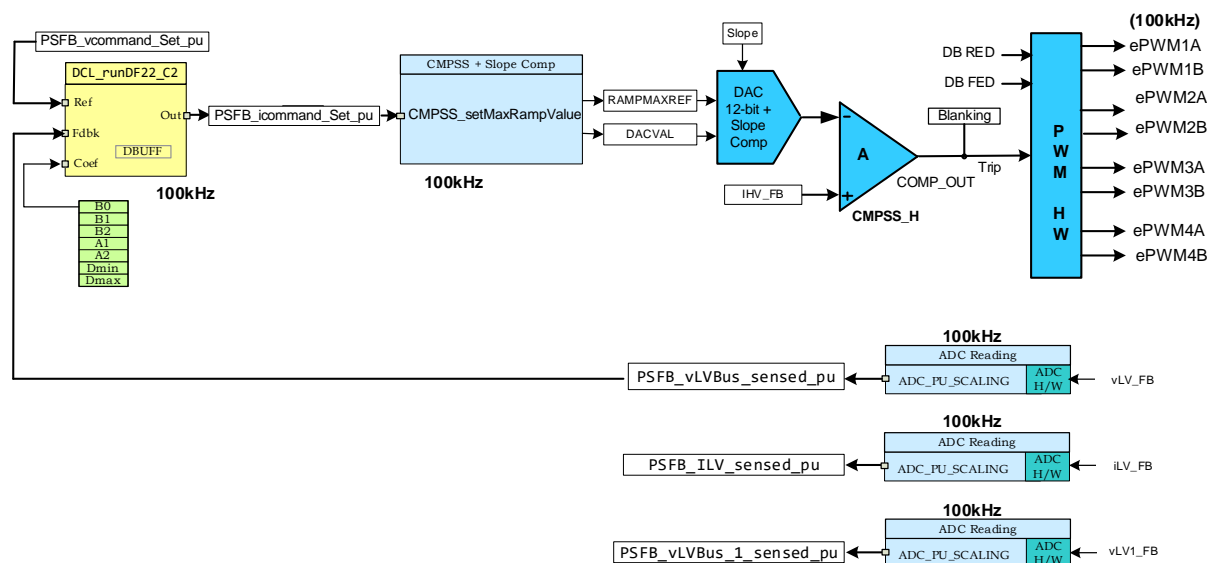 (100kHz)
PSFB_vcommand_Set_pu
DCL_runDF22_C2
Ref
Fdbk
Coef
Out
DBUFF
100kHz
B0
B1
B2
A1
A2
Dmin
Dmax
PSFB_icommand_Set_pu
CMPSS + Slope Comp
CMPSS_setMaxRampValue
100kHz
RAMPMAXREF
DACVAL
Slope
DAC
12-bit +
Slope
Comp
IHV_FB
-
+
A
CMPSS_H
COMP_OUT
Blanking
Trip
DB RED
DB FED
P
W
M
H
W
ePWM1A
ePWM1B
ePWM2A
ePWM2B
ePWM3A
ePWM3B
ePWM4A
ePWM4B
100kHz
ADC Reading
PSFB_vLVBus_sensed_pu
ADC_PU_SCALING
ADC
H/W
vLV_FB
100kHz
ADC Reading
PSFB_ILV_sensed_pu
ADC_PU_SCALING
ADC
H/W
iLV_FB
100kHz
ADC Reading
PSFB_vLVBus_1_sensed_pu
ADC_PU_SCALING
ADC
H/W
vLV1_FB